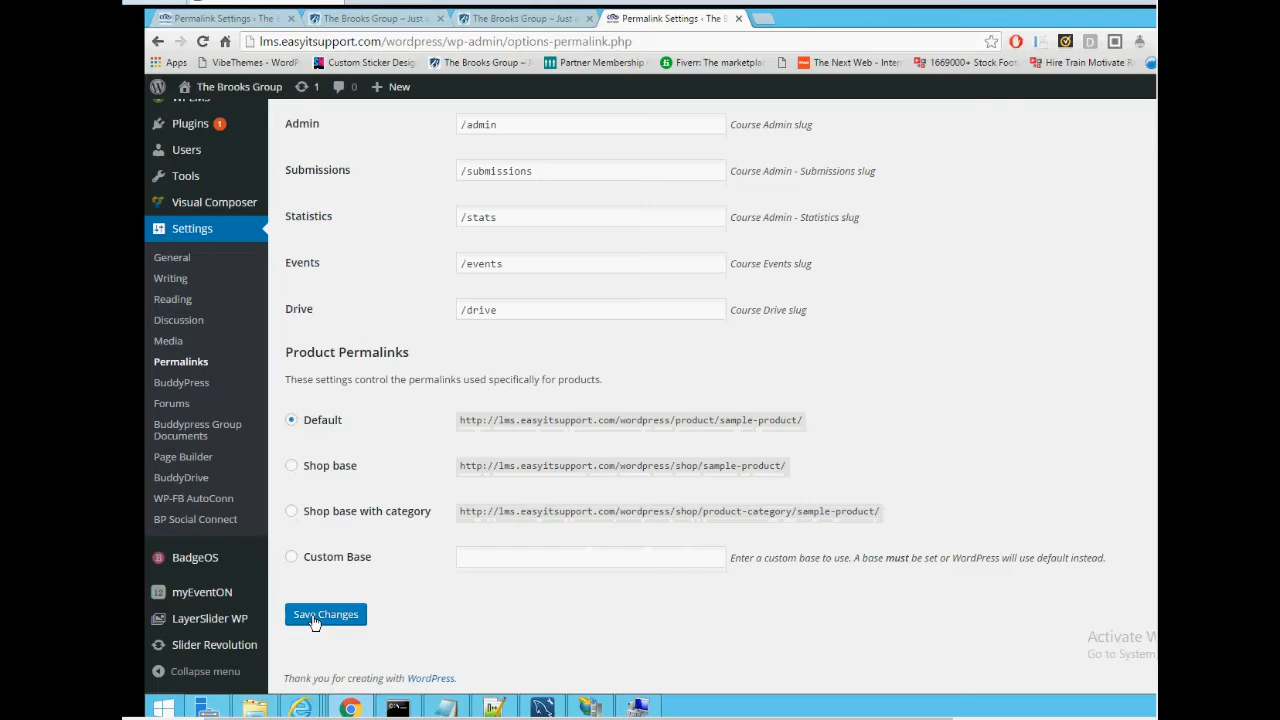 Permalink Settings ‹ The B
The Brooks Group – Just a
The Brooks Group – Just a
Permalink Settings ‹ The B
lms.easyitsupport.com/wordpress/wp-admin/options-permalink.php
Apps
VibeThemes - WordP
Custom Sticker Desig
The Brooks Group – J
Partner Membership
Fiverr: The marketpla
The Next Web - Inter
1669000+ Stock Foot
Hire Train Motivate R
The Brooks Group
1
0
New
WPLMS
Plugins 1
Users
Tools
Visual Composer
Settings
General
Writing
Reading
Discussion
Media
Permalinks
BuddyPress
Forums
Buddypress Group
Documents
Page Builder
BuddyDrive
WP-FB AutoConn
BP Social Connect
BadgeOS
myEventON
LayerSlider WP
Slider Revolution
Collapse menu
Admin
/admin
Course Admin slug
Submissions
/submissions
Course Admin - Submissions slug
Statistics
/stats
Course Admin - Statistics slug
Events
/events
Course Events slug
Drive
/drive
Course Drive slug
Product Permalinks
These settings control the permalinks used specifically for products.
Default
http://lms.easyitsupport.com/wordpress/product/sample-product/
Shop base
http://lms.easyitsupport.com/wordpress/shop/sample-product/
Shop base with category
http://lms.easyitsupport.com/wordpress/shop/product-category/sample-product/
Custom Base
Enter a custom base to use. A base must be set or WordPress will use default instead.
Save Changes
Thank you for creating with WordPress.
Activate W
Go to System